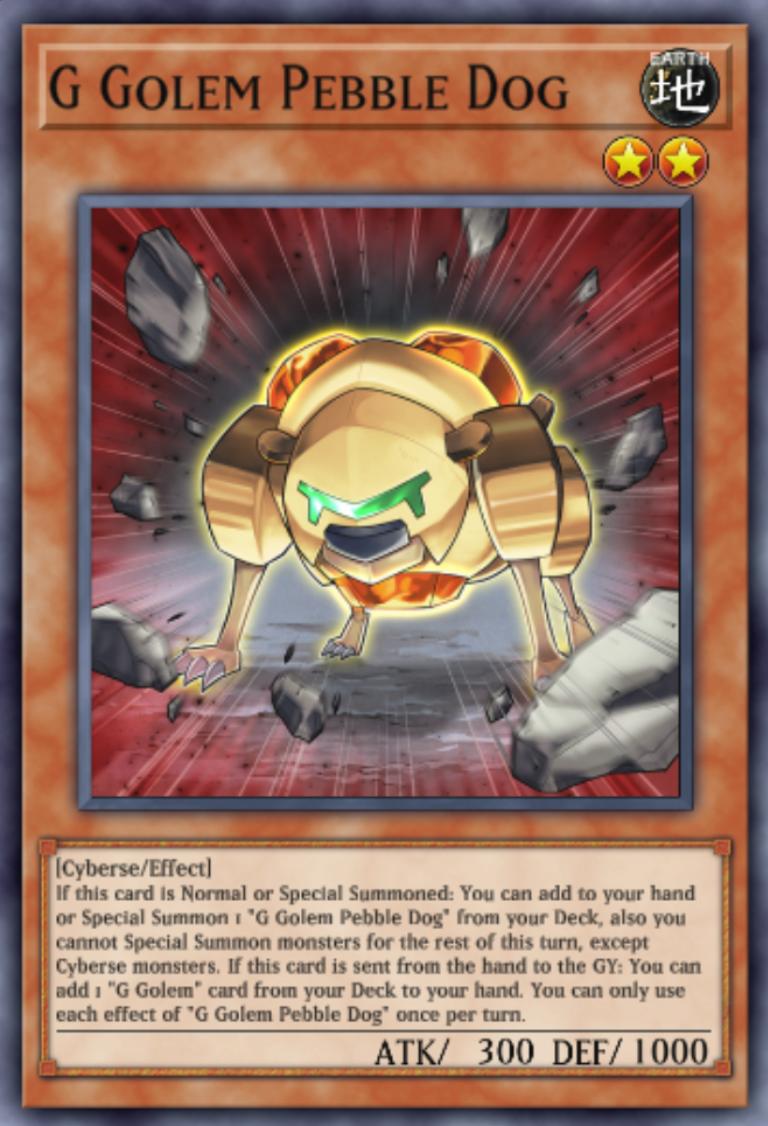 G Golem Pebble Dog
EARTH
地
[Cyberse/Effect]
If this card is Normal or Special Summoned: You can add to your hand
or Special Summon 1 "G Golem Pebble Dog" from your Deck, also you
cannot Special Summon monsters for the rest of this turn, except
Cyberse monsters. If this card is sent from the hand to the GY: You can
add 1 "G Golem" card from your Deck to your hand. You can only use
each effect of "G Golem Pebble Dog" once per turn.
ATK/ 300 DEF/ 1000